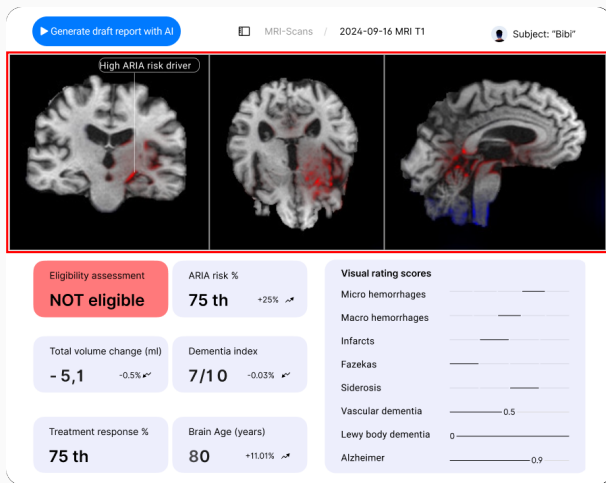 Generate draft report with AI
MRI-Scans / 2024-09-16 MRI T1
Subject: "Bibi"
High ARIA risk driver
Eligibility assessment
NOT eligible
ARIA risk %
75 th +25%
Total volume change (ml)
- 5,1 -0.5%
Dementia index
7/10 -0.03%
Treatment response %
75 th
Brain Age (years)
80 +11.01%
Visual rating scores
Micro hemorrhages
Macro hemorrhages
Infarcts
Fazekas
Siderosis
Vascular dementia 0.5
Lewy body dementia 0
Alzheimer 0.9